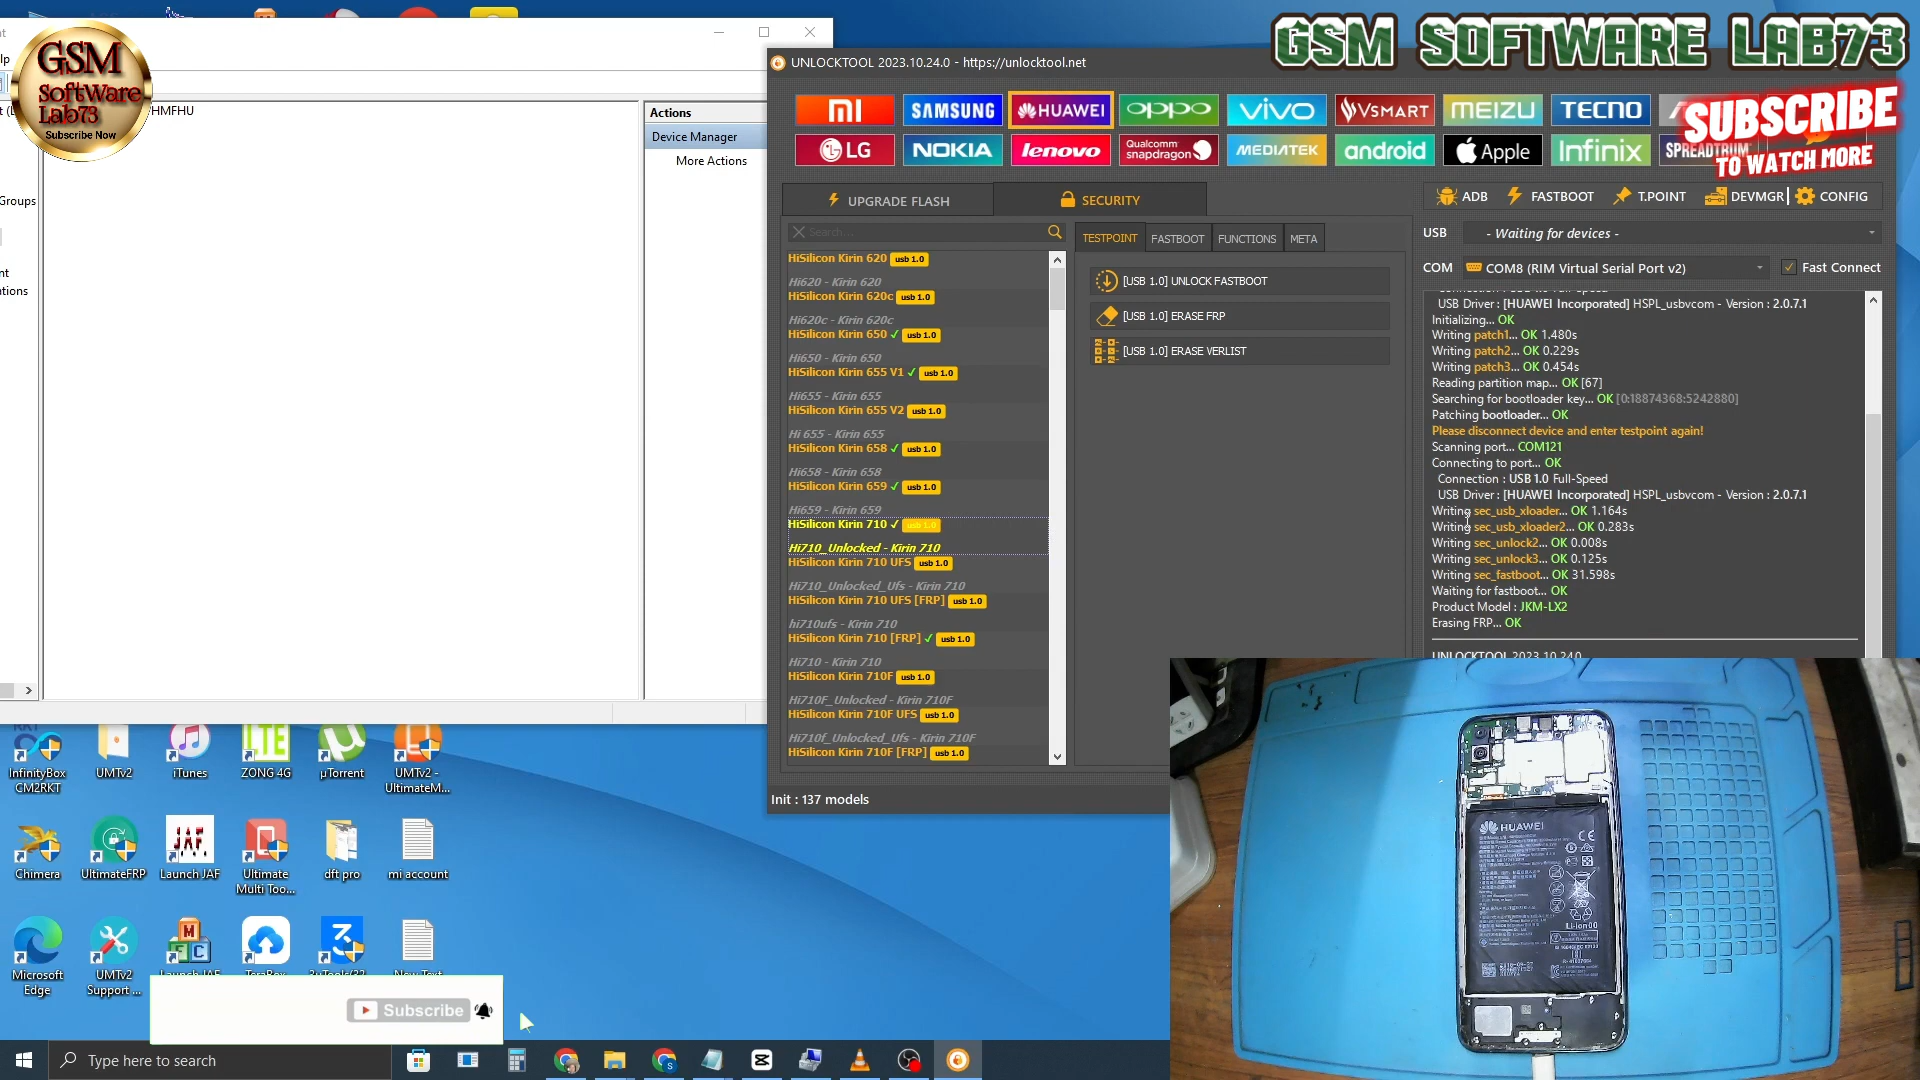 GSM SOFTWARE LAB73
GSM
SoftWare
Lab73
Subscribe Now
HMFHU
Groups
Actions
Device Manager
More Actions
UNLOCKTOOL 2023.10.24.0 - https://unlocktool.net
SAMSUNG
HUAWEI
oppo
vivo
VSMART
MEIZU
TECNO
LG
NOKIA
lenovo
Qualcomm
snapdragon
MEDIATEK
android
Apple
Infinix
SPREADTRUM
SUBSCRIBE
TO WATCH MORE
UPGRADE FLASH
SECURITY
ADB
FASTBOOT
T.POINT
DEVMGR
CONFIG
Search...
TESTPOINT
FASTBOOT
FUNCTIONS
META
USB
- Waiting for devices -
COM
COM8 (RIM Virtual Serial Port v2)
Fast Connect
[USB 1.0] UNLOCK FASTBOOT
[USB 1.0] ERASE FRP
[USB 1.0] ERASE VERLIST
HiSilicon Kirin 620 usb 1.0
Hi620 - Kirin 620
HiSilicon Kirin 620c usb 1.0
Hi620c - Kirin 620c
HiSilicon Kirin 650 ✓ usb 1.0
Hi650 - Kirin 650
HiSilicon Kirin 655 V1 ✓ usb 1.0
Hi655 - Kirin 655
HiSilicon Kirin 655 V2 usb 1.0
Hi 655 - Kirin 655
HiSilicon Kirin 658 ✓ usb 1.0
Hi658 - Kirin 658
HiSilicon Kirin 659 ✓ usb 1.0
Hi659 - Kirin 659
HiSilicon Kirin 710 ✓ usb 1.0
Hi710_Unlocked - Kirin 710
HiSilicon Kirin 710 UFS usb 1.0
Hi710_Unlocked_Ufs - Kirin 710
HiSilicon Kirin 710 UFS [FRP] usb 1.0
hi710ufs - Kirin 710
HiSilicon Kirin 710 [FRP] ✓ usb 1.0
Hi710 - Kirin 710
HiSilicon Kirin 710F usb 1.0
Hi710F_Unlocked - Kirin 710F
HiSilicon Kirin 710F UFS usb 1.0
Hi710f_Unlocked_Ufs - Kirin 710F
HiSilicon Kirin 710F [FRP] usb 1.0
Init : 137 models
USB Driver : [HUAWEI Incorporated] HSPL_usbvcom - Version : 2.0.7.1
Initializing... OK
Writing patch1... OK 1.480s
Writing patch2... OK 0.229s
Writing patch3... OK 0.454s
Reading partition map... OK [67]
Searching for bootloader key... OK [0:18874368:5242880]
Patching bootloader... OK
Please disconnect device and enter testpoint again!
Scanning port... COM121
Connecting to port... OK
Connection : USB 1.0 Full-Speed
USB Driver : [HUAWEI Incorporated] HSPL_usbvcom - Version : 2.0.7.1
Writing sec_usb_xloader... OK 1.164s
Writing sec_usb_xloader2... OK 0.283s
Writing sec_unlock2... OK 0.008s
Writing sec_unlock3... OK 0.125s
Writing sec_fastboot... OK 31.598s
Waiting for fastboot... OK
Product Model : JKM-LX2
Erasing FRP... OK
UNLOCKTOOL 2023.10.24.0
HUAWEI
InfinityBox
CM2RKT
UMTv2
iTunes
ZONG 4G
µTorrent
UMTv2 -
UltimateM...
Chimera
UltimateFRP
Launch JAF
Ultimate
Multi Too...
dft pro
mi account
Microsoft
Edge
UMTv2
Support ...
Subscribe
Type here to search